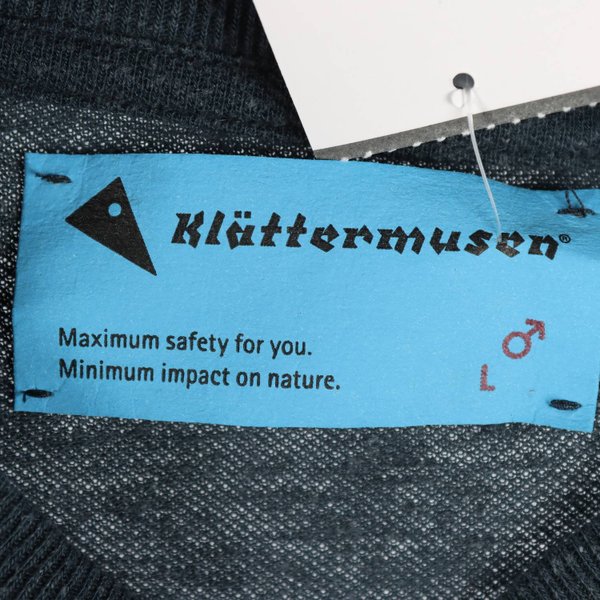 Klättermusen®
Maximum safety for you.
Minimum impact on nature.
♂
L